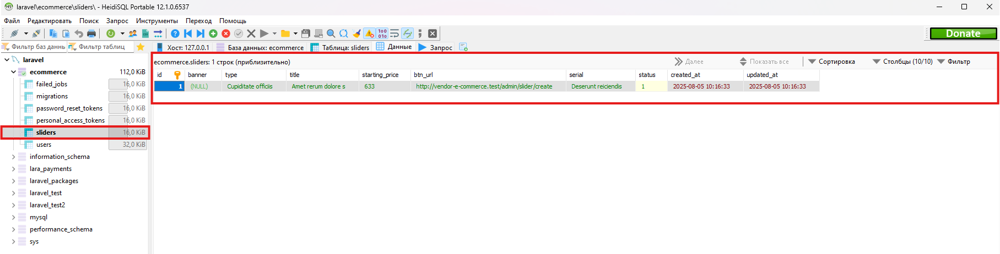 laravel\ecommerce\sliders\ - HeidiSQL Portable 12.1.0.6537
Файл Редактировать Поиск Запрос Инструменты Переход Помощь
Donate
Фильтр баз даннь Фильтр таблиц
Хост: 127.0.0.1 База данных: ecommerce Таблица: sliders Данные Запрос
laravel
ecommerce 112,0 KiB
failed_jobs 16,0 KiB
migrations 16,0 KiB
password_reset_tokens 16,0 KiB
personal_access_tokens 16,0 KiB
sliders 16,0 KiB
users 32,0 KiB
information_schema
lara_payments
laravel_packages
laravel_test
laravel_test2
mysql
performance_schema
sys
ecommerce.sliders: 1 строк (приблизительно) Далее Показать все Сортировка Столбцы (10/10) Фильтр
id banner type title starting_price btn_url serial status created_at updated_at
1 (NULL) Cupiditate officiis Amet rerum dolore s 633 http://vendor-e-commerce.test/admin/slider/create Deserunt reiciendis 1 2025-08-05 10:16:33 2025-08-05 10:16:33